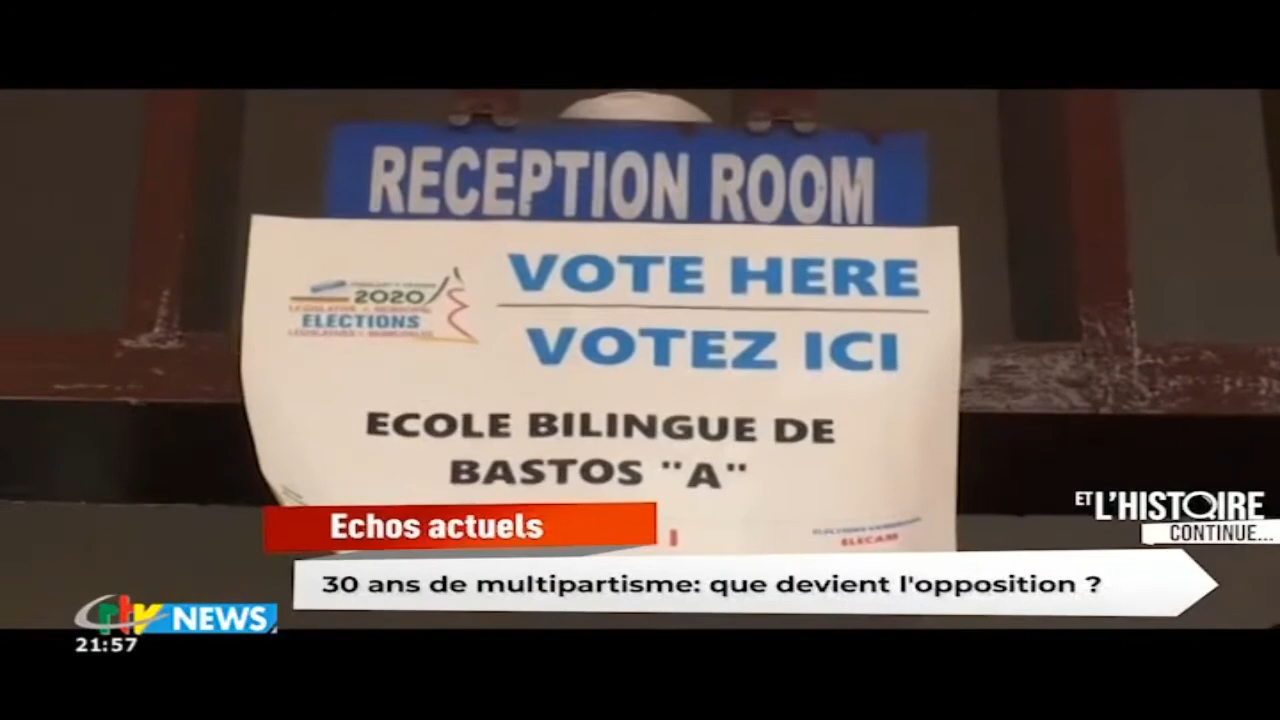 RECEPTION ROOM
VOTE HERE
VOTEZ ICI
2020
ELECTIONS
ECOLE BILINGUE DE
BASTOS "A"
ELECAM
Echos actuels
30 ans de multipartisme: que devient l'opposition ?
ET L'HISTOIRE
CONTINUE...
crtv NEWS
21:57